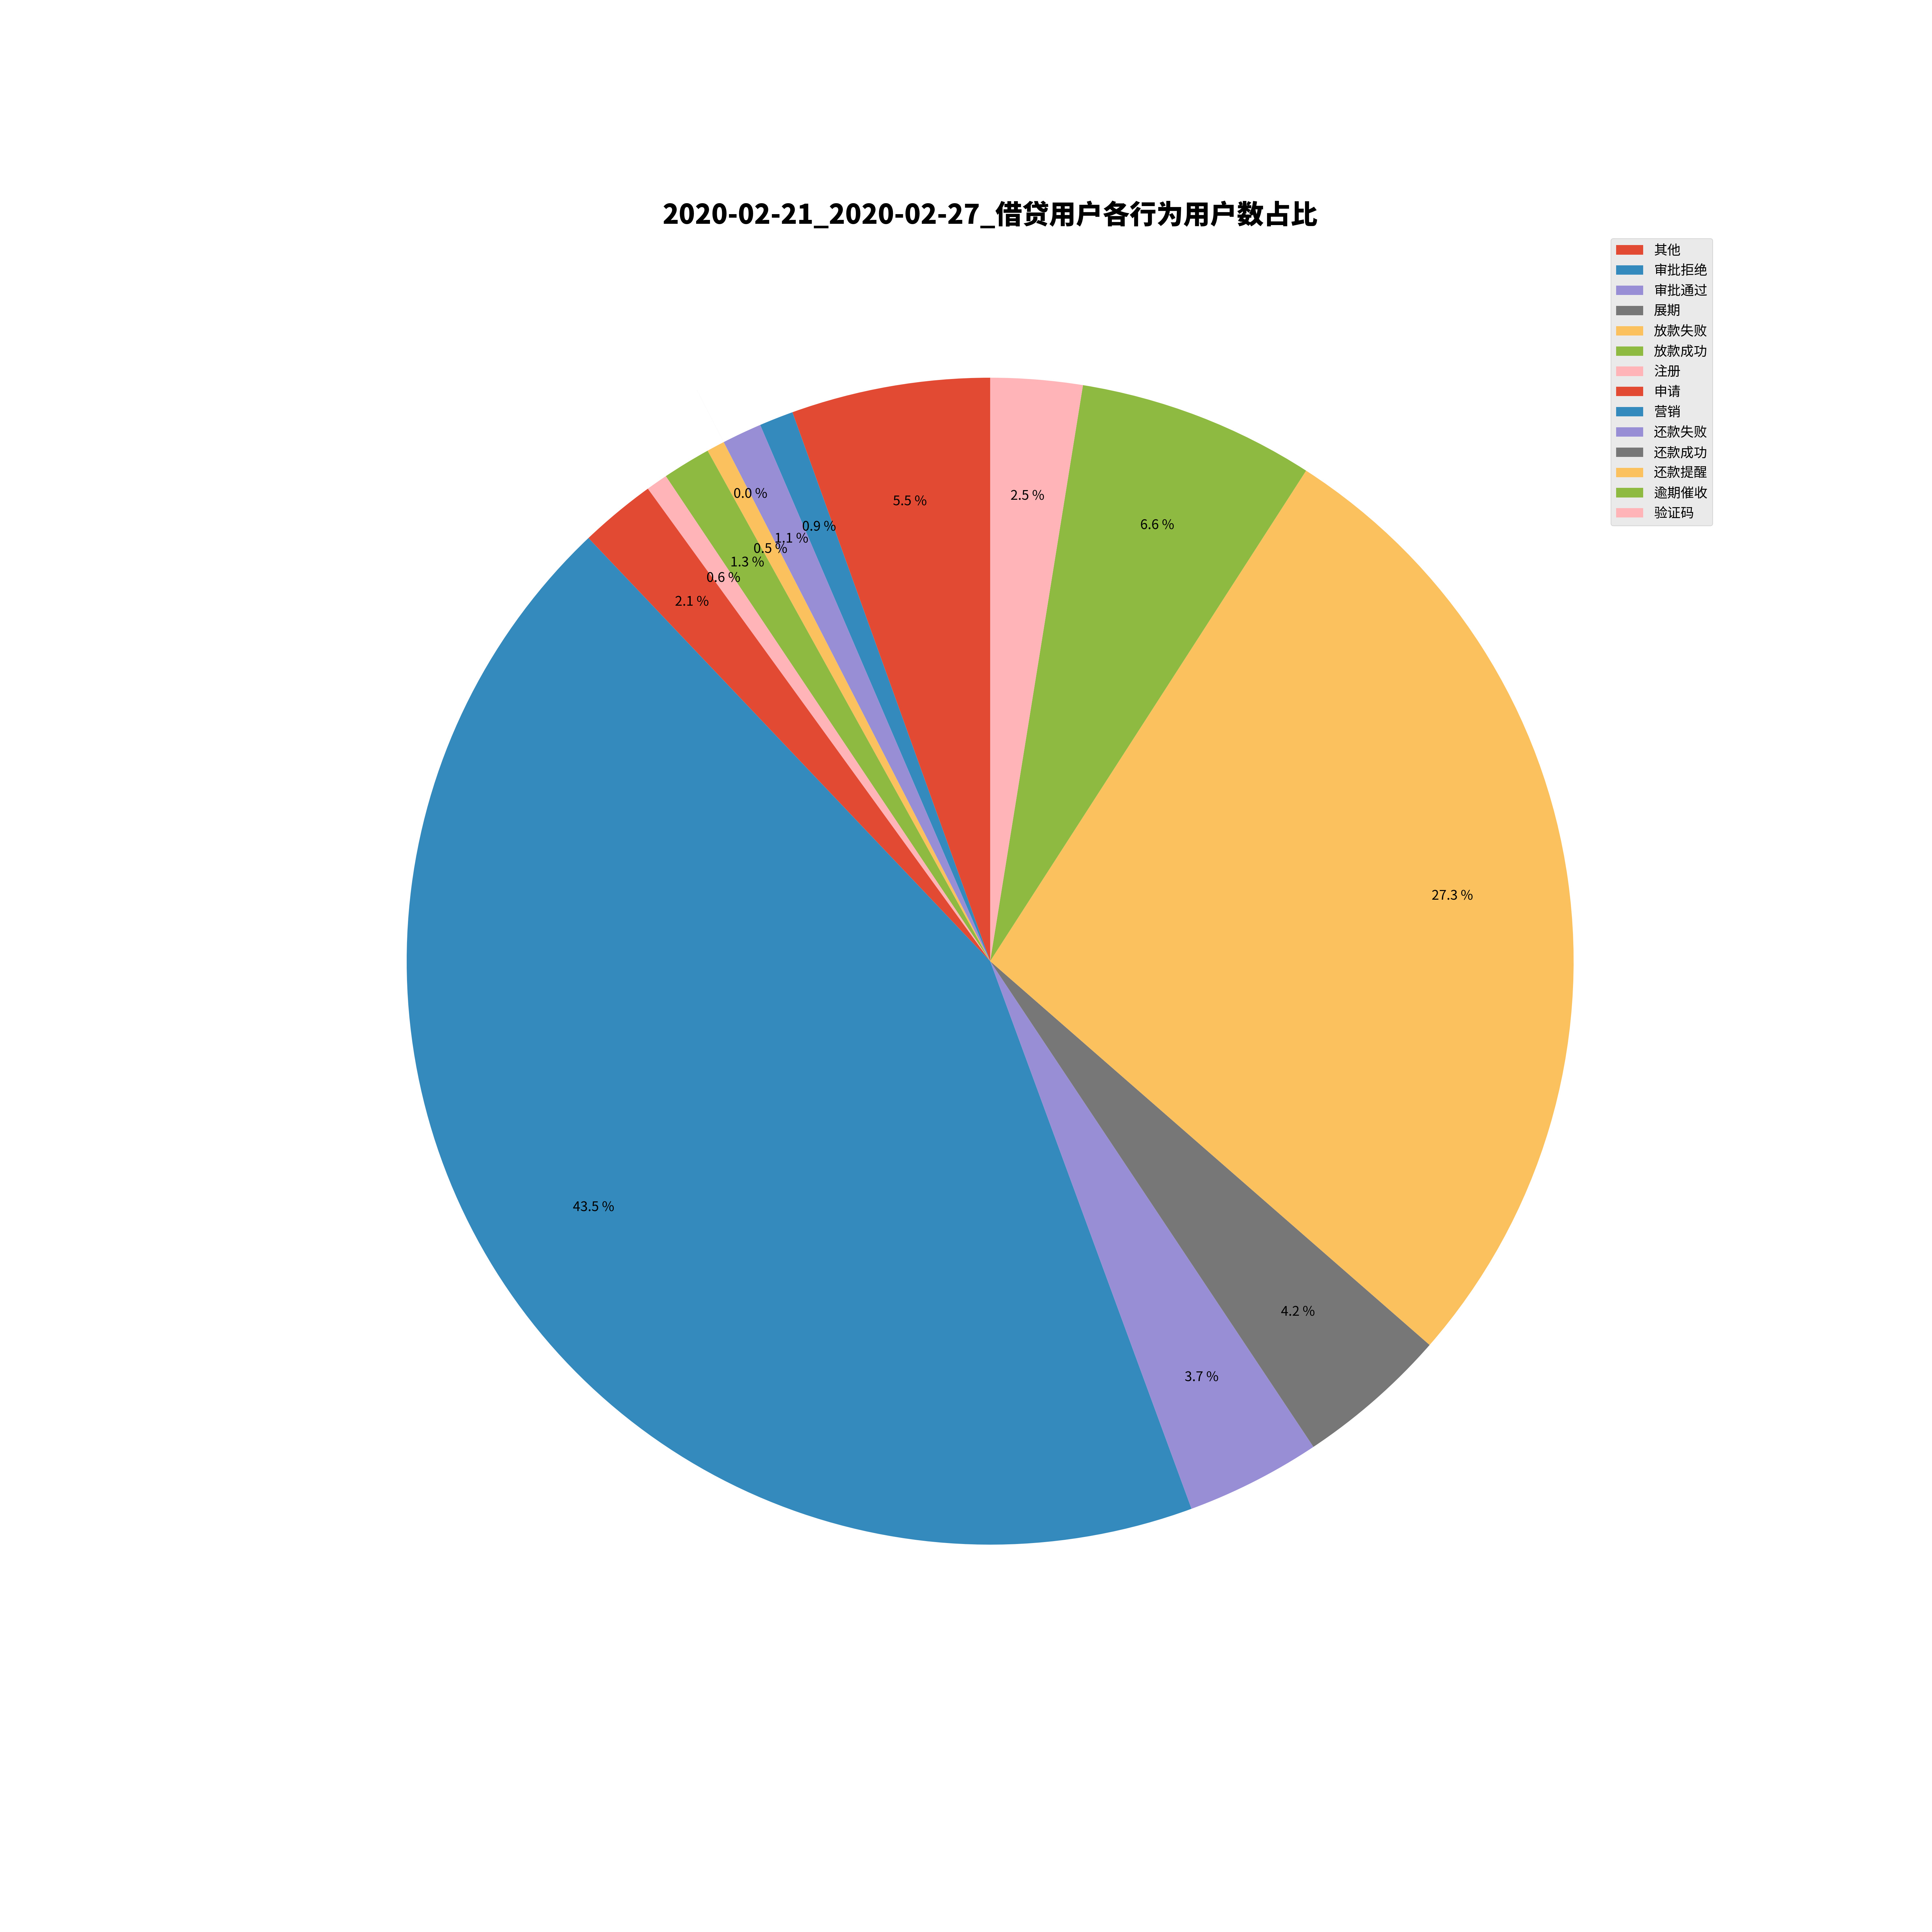 2020-02-21_2020-02-27_借贷用户各行为用户数占比
其他
审批拒绝
审批通过
展期
放款失败
放款成功
注册
申请
营销
还款失败
还款成功
还款提醒
逾期催收
验证码
0.0 %
5.5 %
2.5 %
6.6 %
0.9 %
1.1 %
0.5 %
1.3 %
0.6 %
2.1 %
27.3 %
43.5 %
4.2 %
3.7 %